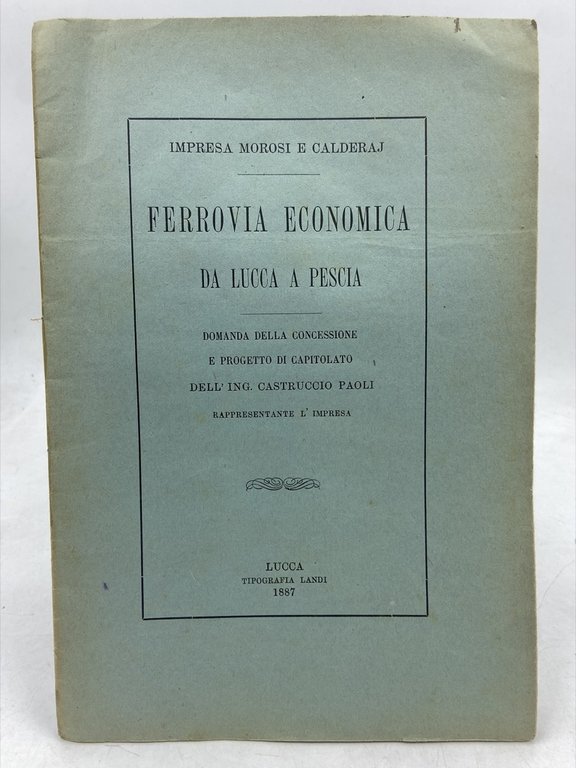 IMPRESA MOROSI E CALDERAJ
FERROVIA ECONOMICA
DA LUCCA A PESCIA
DOMANDA DELLA CONCESSIONE
E PROGETTO DI CAPITOLATO
DELL' ING. CASTRUCCIO PAOLI
RAPPRESENTANTE L' IMPRESA
LUCCA
TIPOGRAFIA LANDI
1887